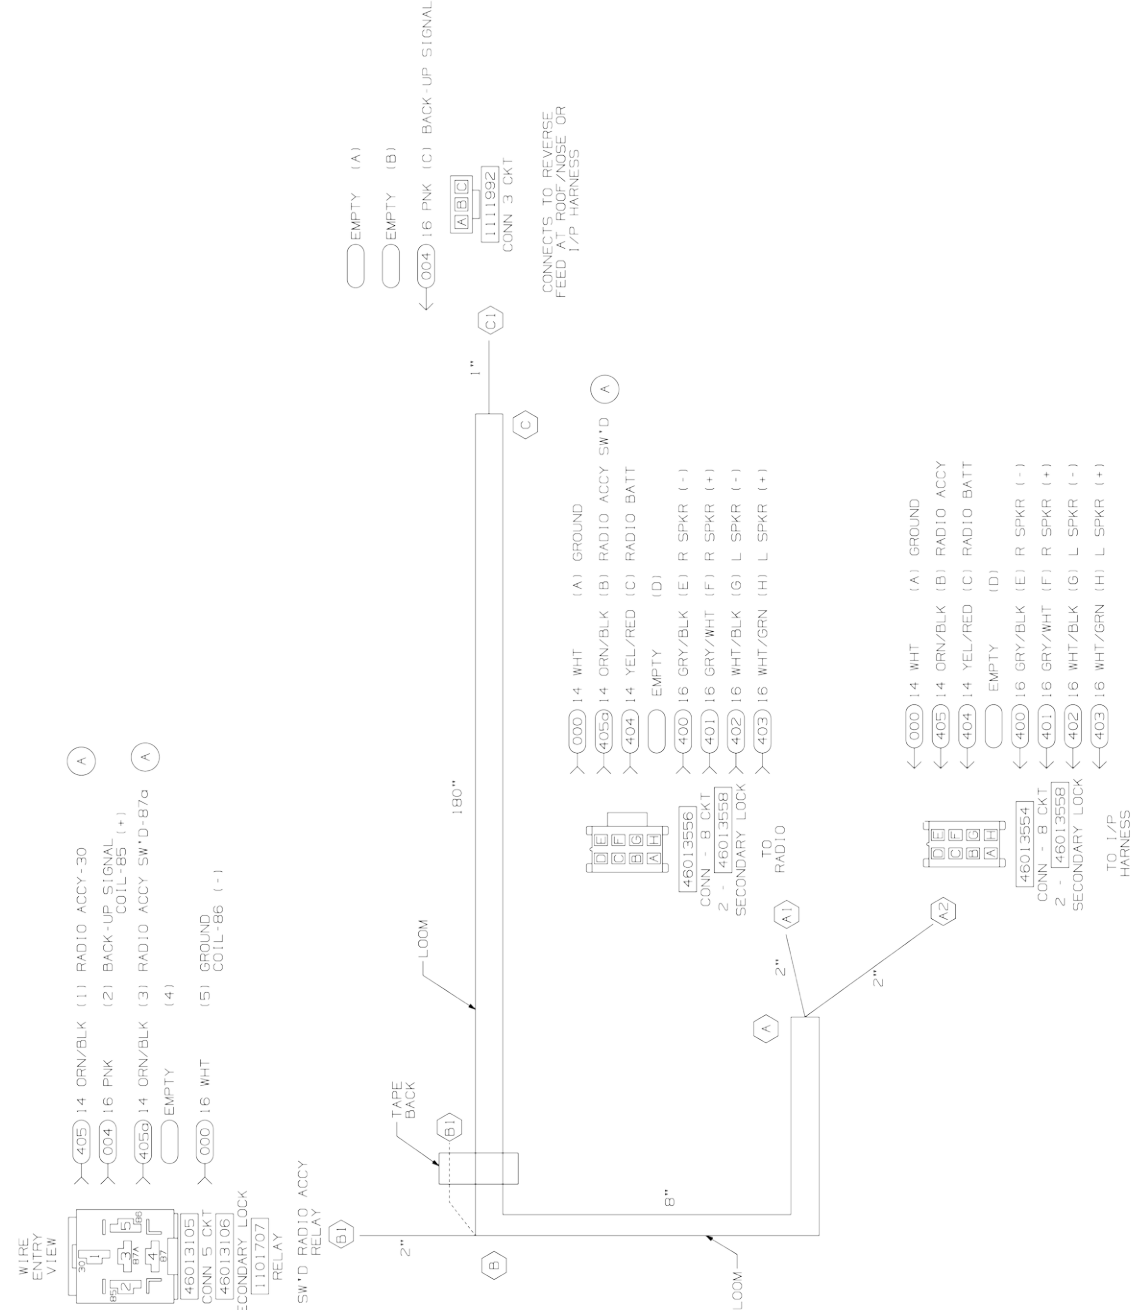 WIRE
ENTRY
VIEW
30
1
85
2
3
87A
5
86
4
87
46013105
CONN 5 CKT
46013106
ECONDARY LOCK
1101707
RELAY
SW'D RADIO ACCY
RELAY
405 14 ORN/BLK (1) RADIO ACCY-30 A
004 16 PNK (2) BACK-UP SIGNAL
COIL-85 (+)
405a 14 ORN/BLK (3) RADIO ACCY SW'D-87a A
EMPTY (4)
000 16 WHT (5) GROUND
COIL-86 (-)
B1
2"
B
TAPE
BACK
B1
LOOM
180"
C
1"
C1
EMPTY (A)
EMPTY (B)
004 16 PNK (C) BACK-UP SIGNAL
A B C
1111992
CONN 3 CKT
CONNECTS TO REVERSE
FEED AT ROOF/NOSE OR
I/P HARNESS
8"
LOOM
A
2"
A1
2"
A2
D E
C F
B G
A H
46013556
CONN - 8 CKT
2 - 46013558
SECONDARY LOCK
TO
RADIO
000 14 WHT (A) GROUND
405a 14 ORN/BLK (B) RADIO ACCY SW'D A
404 14 YEL/RED (C) RADIO BATT
EMPTY (D)
400 16 GRY/BLK (E) R SPKR (-)
401 16 GRY/WHT (F) R SPKR (+)
402 16 WHT/BLK (G) L SPKR (-)
403 16 WHT/GRN (H) L SPKR (+)
D E
C F
B G
A H
46013554
CONN - 8 CKT
2 - 46013558
SECONDARY LOCK
TO I/P
HARNESS
000 14 WHT (A) GROUND
405 14 ORN/BLK (B) RADIO ACCY
404 14 YEL/RED (C) RADIO BATT
EMPTY (D)
400 16 GRY/BLK (E) R SPKR (-)
401 16 GRY/WHT (F) R SPKR (+)
402 16 WHT/BLK (G) L SPKR (-)
403 16 WHT/GRN (H) L SPKR (+)